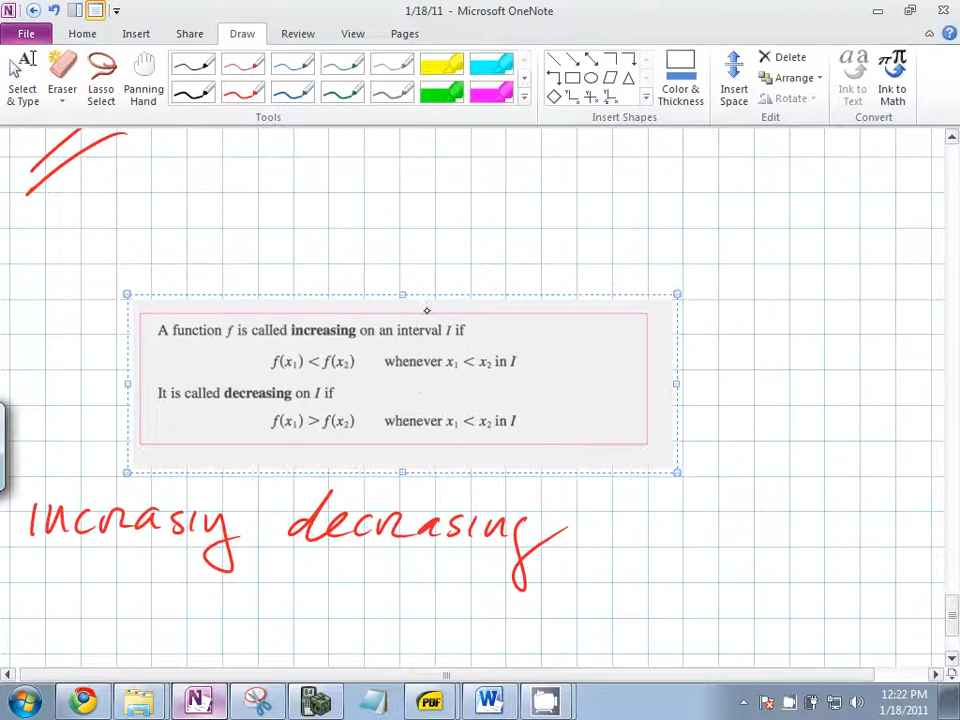 1/18/11 - Microsoft OneNote
File Home Insert Share Draw Review View Pages
Select & Type Eraser Lasso Select Panning Hand Color & Thickness Insert Space Delete Arrange Rotate Ink to Text Ink to Math
Tools Insert Shapes Edit Convert
A function f is called increasing on an interval I if
f(x₁) < f(x₂) whenever x₁ < x₂ in I
It is called decreasing on I if
f(x₁) > f(x₂) whenever x₁ < x₂ in I
increasing decreasing
12:22 PM
1/18/2011